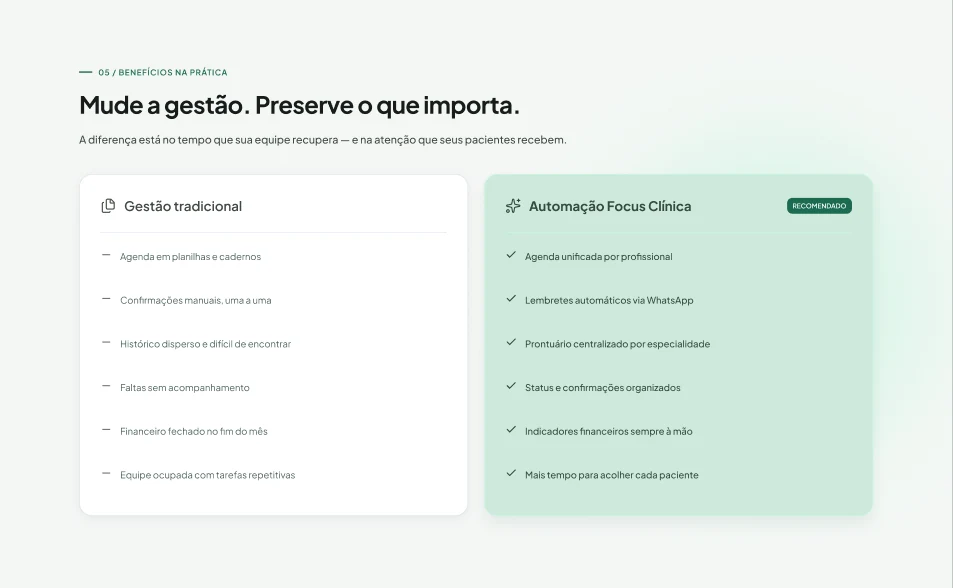 05 / BENEFÍCIOS NA PRÁTICA
Mude a gestão. Preserve o que importa.
A diferença está no tempo que sua equipe recupera — e na atenção que seus pacientes recebem.
Gestão tradicional
Agenda em planilhas e cadernos
Confirmações manuais, uma a uma
Histórico disperso e difícil de encontrar
Faltas sem acompanhamento
Financeiro fechado no fim do mês
Equipe ocupada com tarefas repetitivas
Automação Focus Clínica
RECOMENDADO
Agenda unificada por profissional
Lembretes automáticos via WhatsApp
Prontuário centralizado por especialidade
Status e confirmações organizados
Indicadores financeiros sempre à mão
Mais tempo para acolher cada paciente